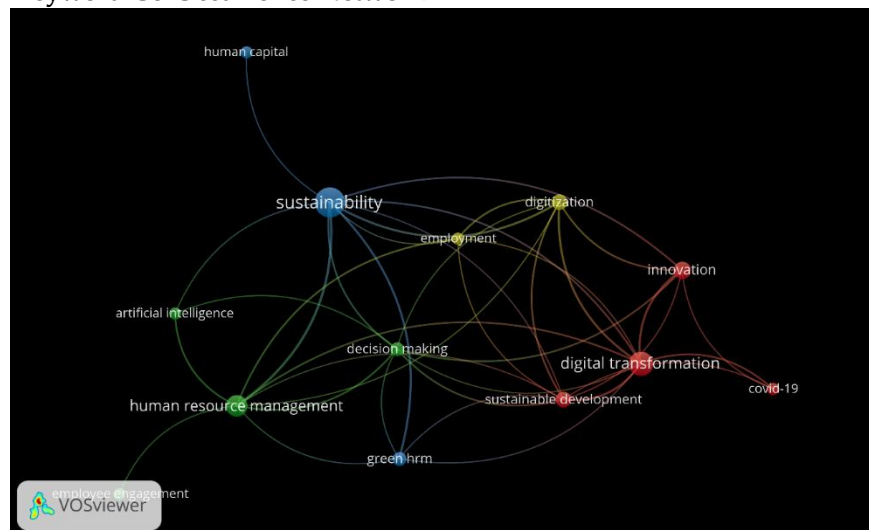 human capital
sustainability
digitization
employment
innovation
artificial intelligence
decision making
digital transformation
covid-19
human resource management
sustainable development
green hrm
employee engagement
VOSviewer